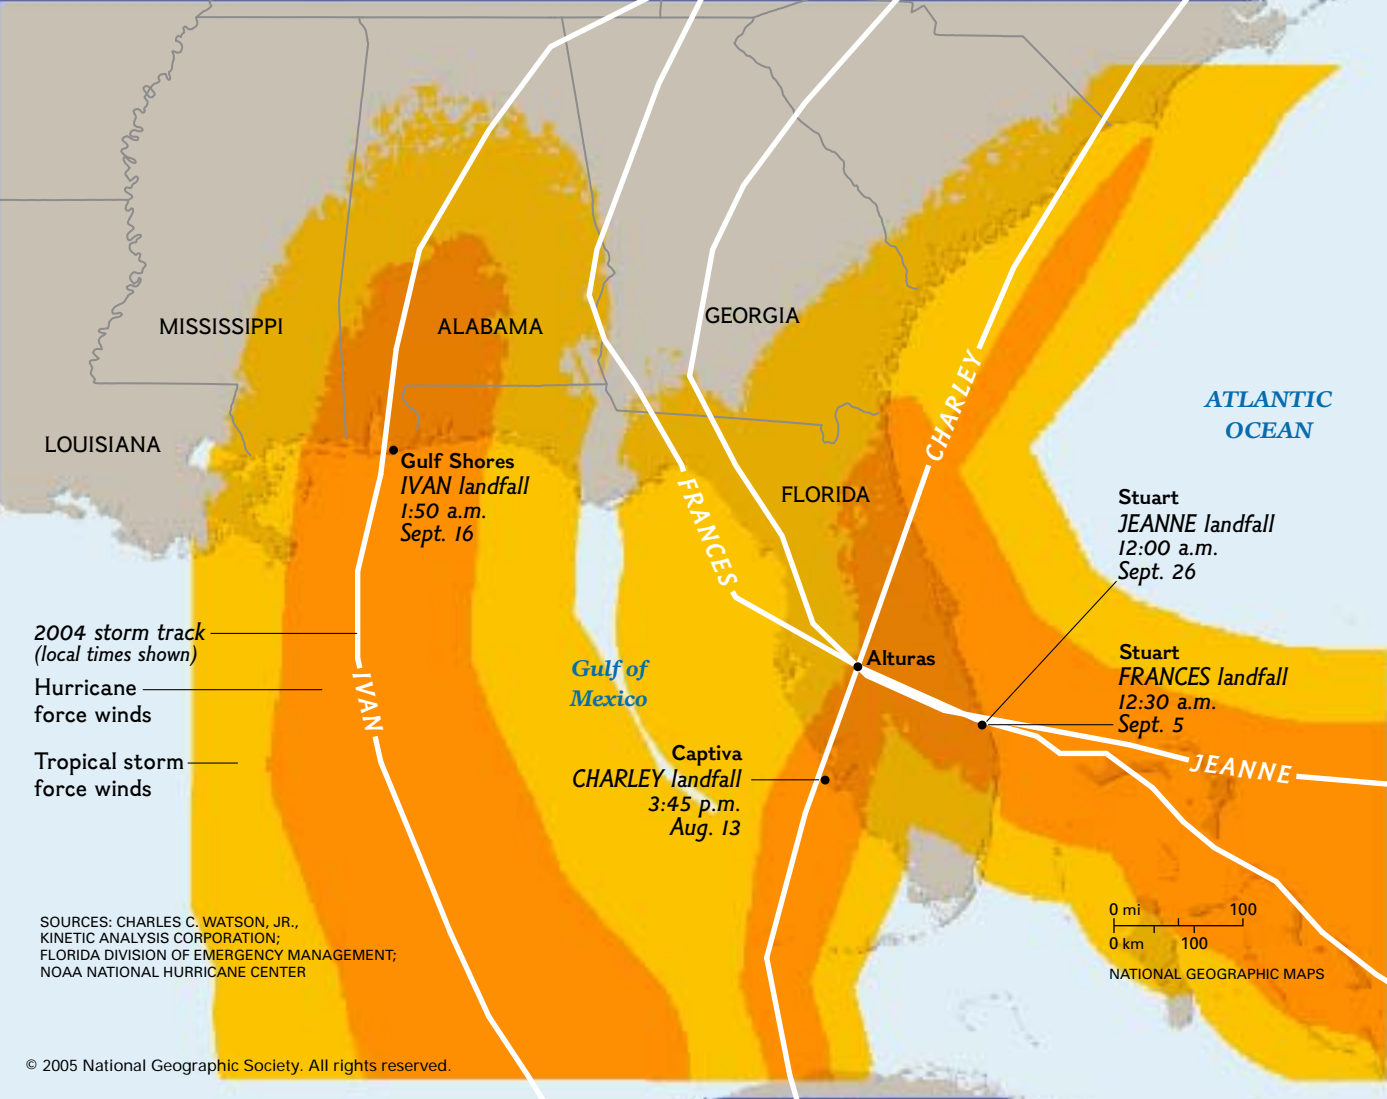 MISSISSIPPI
ALABAMA
GEORGIA
LOUISIANA
FLORIDA
ATLANTIC
OCEAN
CHARLEY
FRANCES
Gulf Shores
IVAN landfall
1:50 a.m.
Sept. 16
Stuart
JEANNE landfall
12:00 a.m.
Sept. 26
2004 storm track
(local times shown)
Hurricane
force winds
Tropical storm
force winds
IVAN
Gulf of
Mexico
Alturas
Stuart
FRANCES landfall
12:30 a.m.
Sept. 5
JEANNE
Captiva
CHARLEY landfall
3:45 p.m.
Aug. 13
SOURCES: CHARLES C. WATSON, JR.,
KINETIC ANALYSIS CORPORATION;
FLORIDA DIVISION OF EMERGENCY MANAGEMENT;
NOAA NATIONAL HURRICANE CENTER
0 mi 100
0 km 100
NATIONAL GEOGRAPHIC MAPS
© 2005 National Geographic Society. All rights reserved.